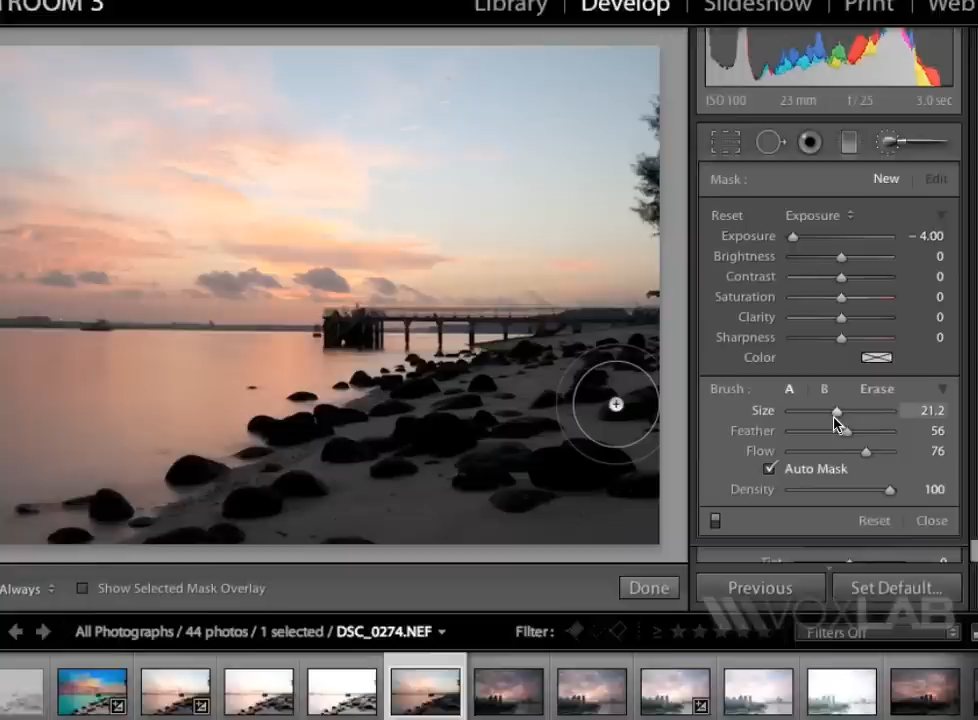 TROOM 3
Library | Develop | Slideshow | Print | Web
ISO 100 23 mm f / 25 3.0 sec
Mask : New Edit
Reset Exposure
Exposure – 4.00
Brightness 0
Contrast 0
Saturation 0
Clarity 0
Sharpness 0
Color
Brush : A B Erase
Size 21.2
Feather 56
Flow 76
Auto Mask
Density 100
Reset Close
Tint 0
Always Show Selected Mask Overlay Done
Previous Set Default...
VOXLAB
All Photographs / 44 photos / 1 selected / DSC_0274.NEF Filter : ≥ Filters Off